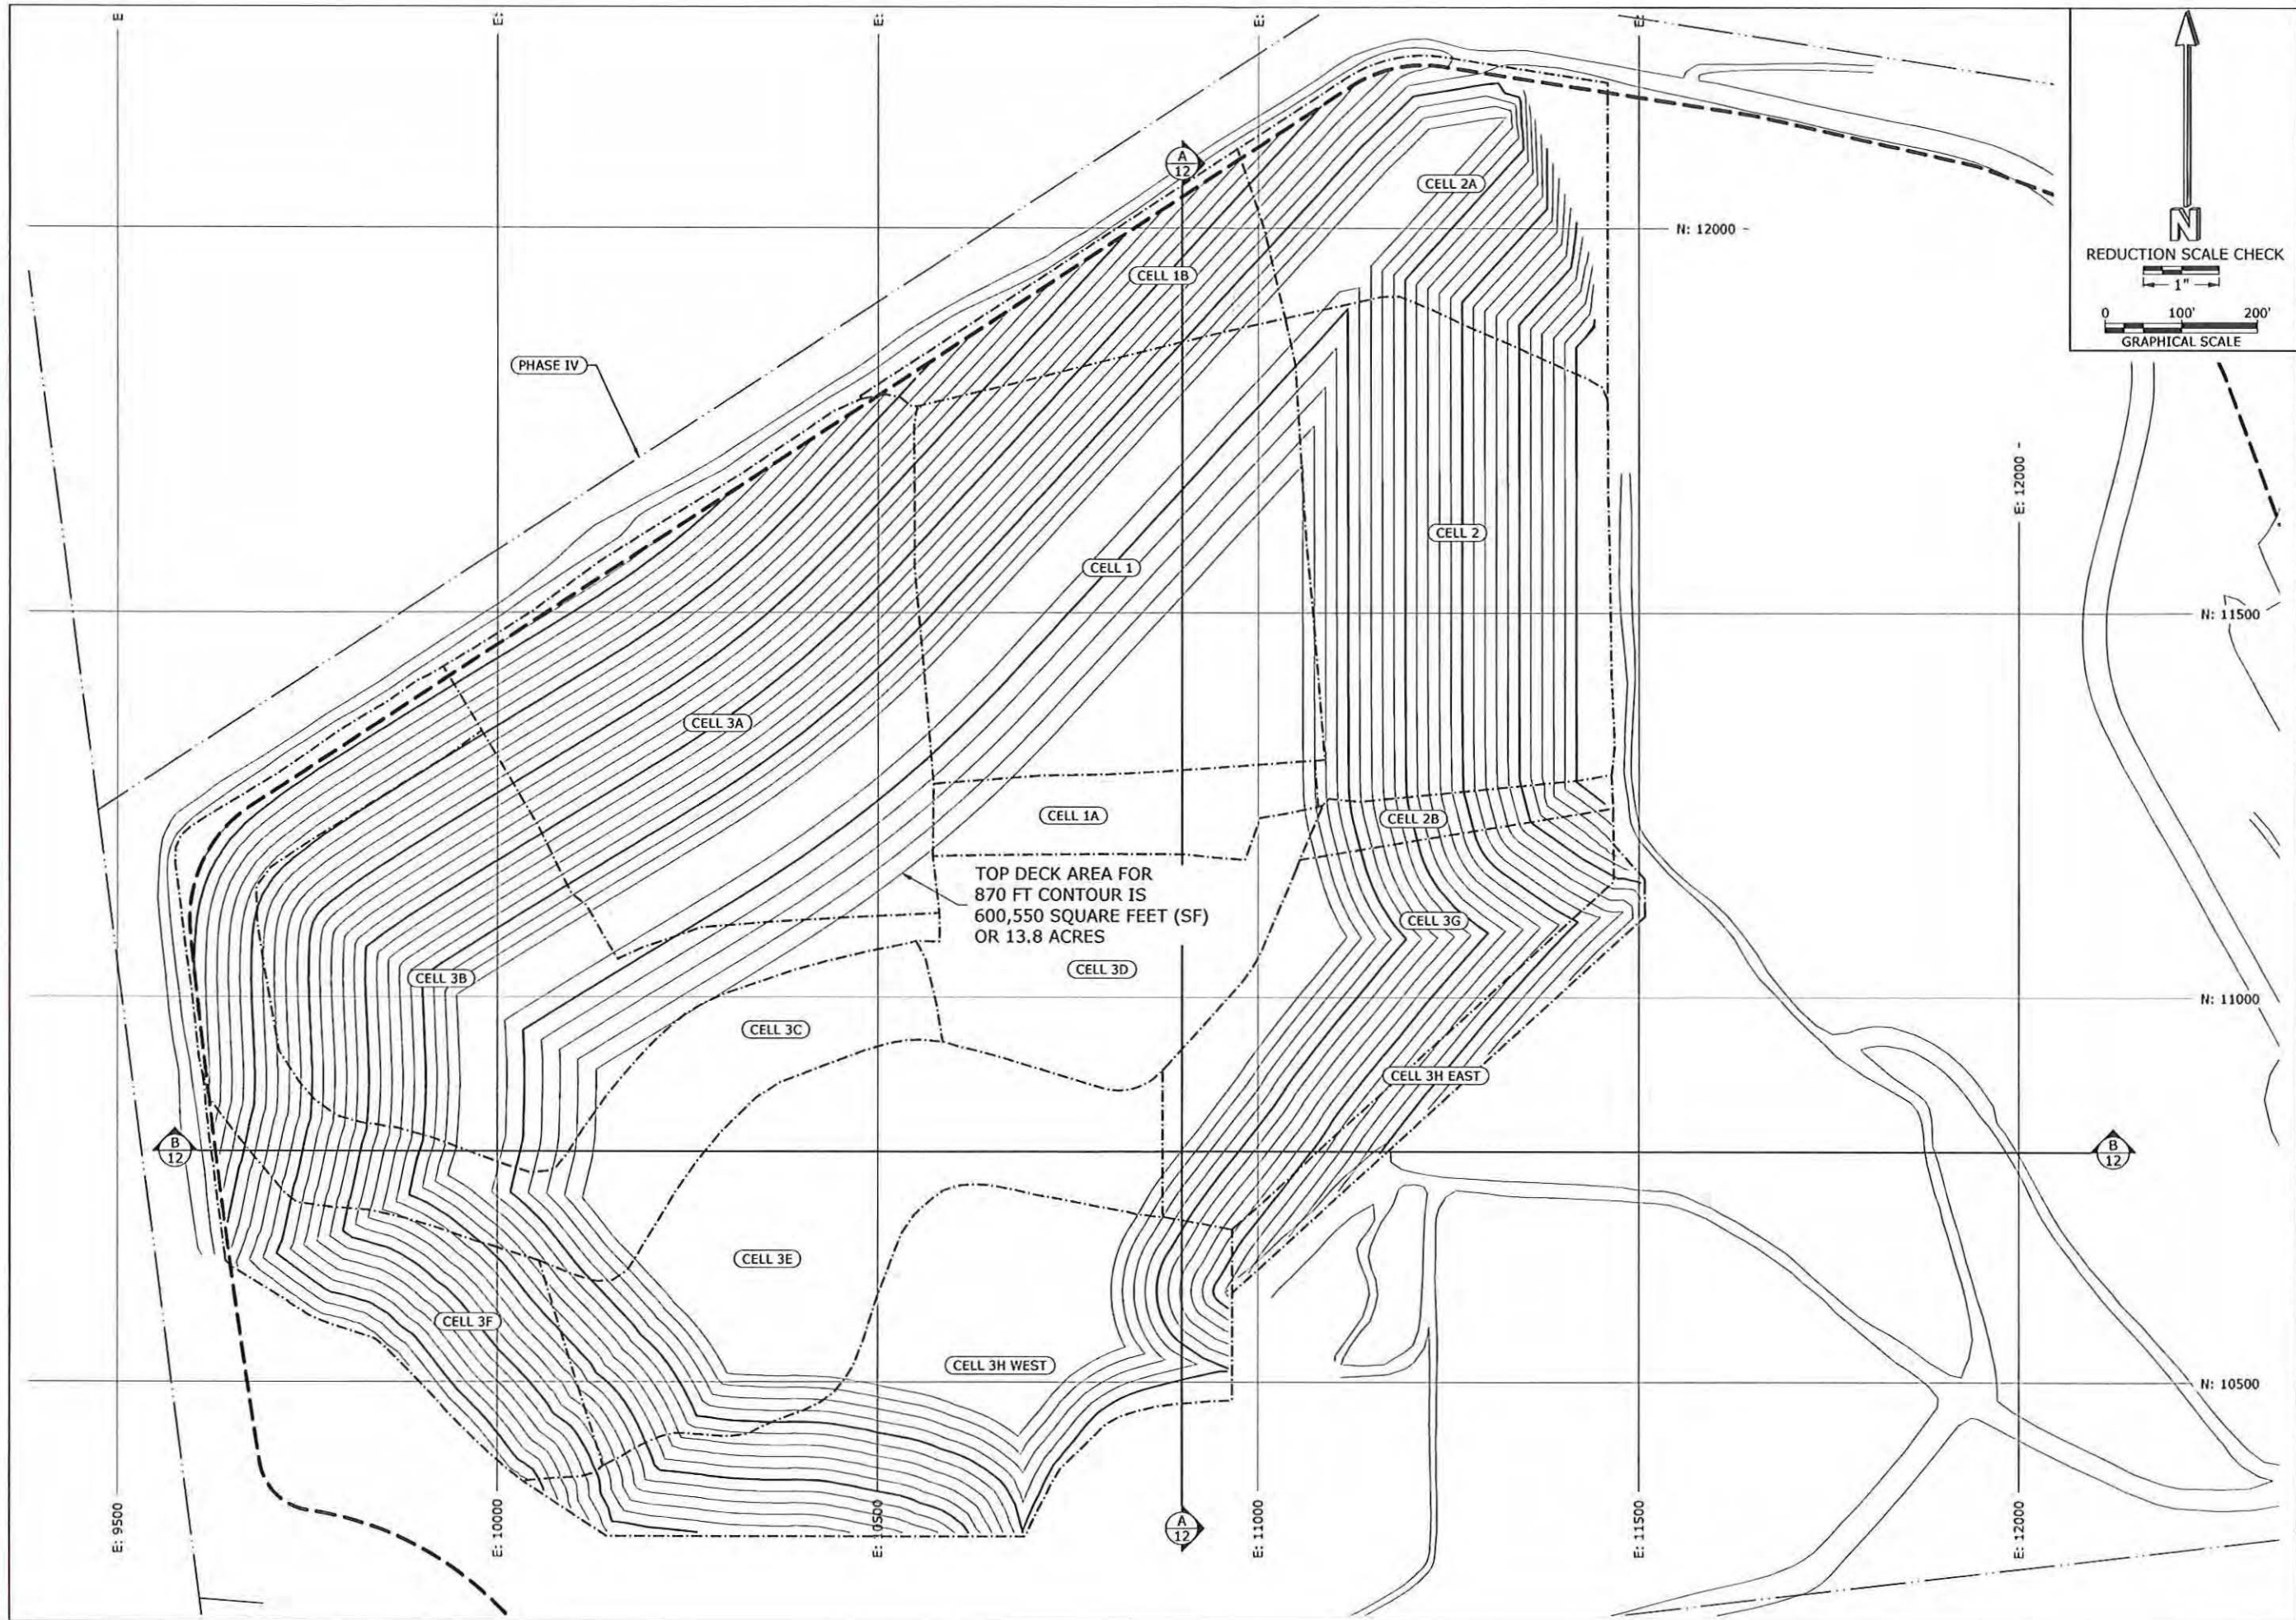 E
E:
E:
E:
E:
A
12
CELL 2A
N: 12000
CELL 1B
N
REDUCTION SCALE CHECK
1"
0 100' 200'
GRAPHICAL SCALE
PHASE IV
E: 12000
CELL 2
CELL 1
N: 11500
CELL 3A
CELL 1A
CELL 2B
TOP DECK AREA FOR
870 FT CONTOUR IS
600,550 SQUARE FEET (SF)
OR 13.8 ACRES
CELL 3G
CELL 3B
CELL 3D
N: 11000
CELL 3C
CELL 3H EAST
B
12
B
12
CELL 3E
CELL 3F
CELL 3H WEST
N: 10500
E: 9500
E: 10000
E: 10500
A
12
E: 11000
E: 11500
E: 12000